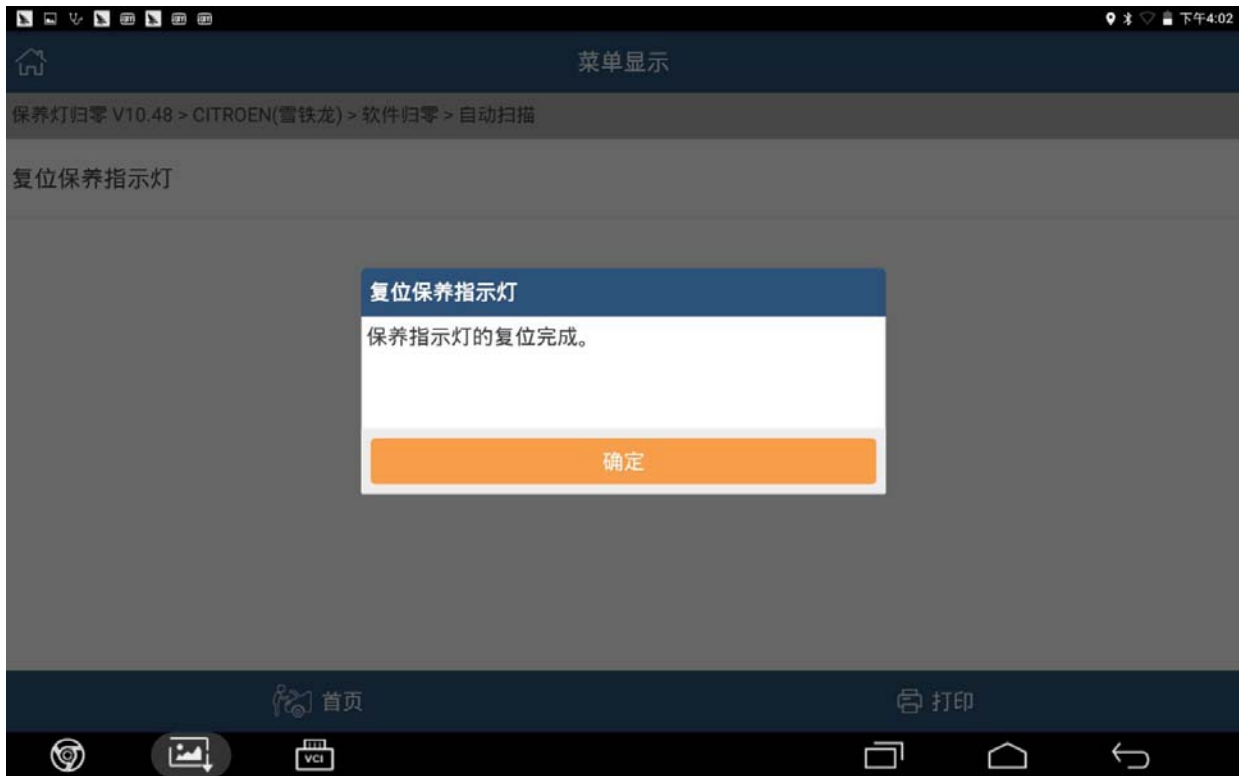 下午4:02
菜单显示
保养灯归零 V10.48 > CITROEN(雪铁龙) > 软件归零 > 自动扫描
复位保养指示灯
复位保养指示灯
保养指示灯的复位完成。
确定
首页
打印
VCI